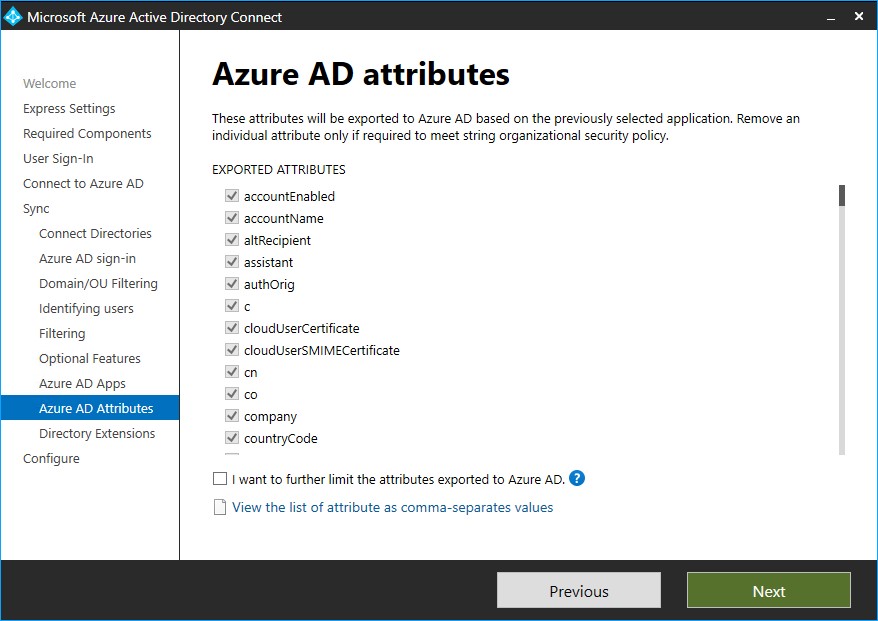 Microsoft Azure Active Directory Connect
Welcome
Express Settings
Required Components
User Sign-In
Connect to Azure AD
Sync
Connect Directories
Azure AD sign-in
Domain/OU Filtering
Identifying users
Filtering
Optional Features
Azure AD Apps
Azure AD Attributes
Directory Extensions
Configure
Azure AD attributes
These attributes will be exported to Azure AD based on the previously selected application. Remove an
individual attribute only if required to meet string organizational security policy.
EXPORTED ATTRIBUTES
accountEnabled
accountName
altRecipient
assistant
authOrig
c
cloudUserCertificate
cloudUserSMIMECertificate
cn
co
company
countryCode
I want to further limit the attributes exported to Azure AD. ?
View the list of attribute as comma-separates values
Previous
Next